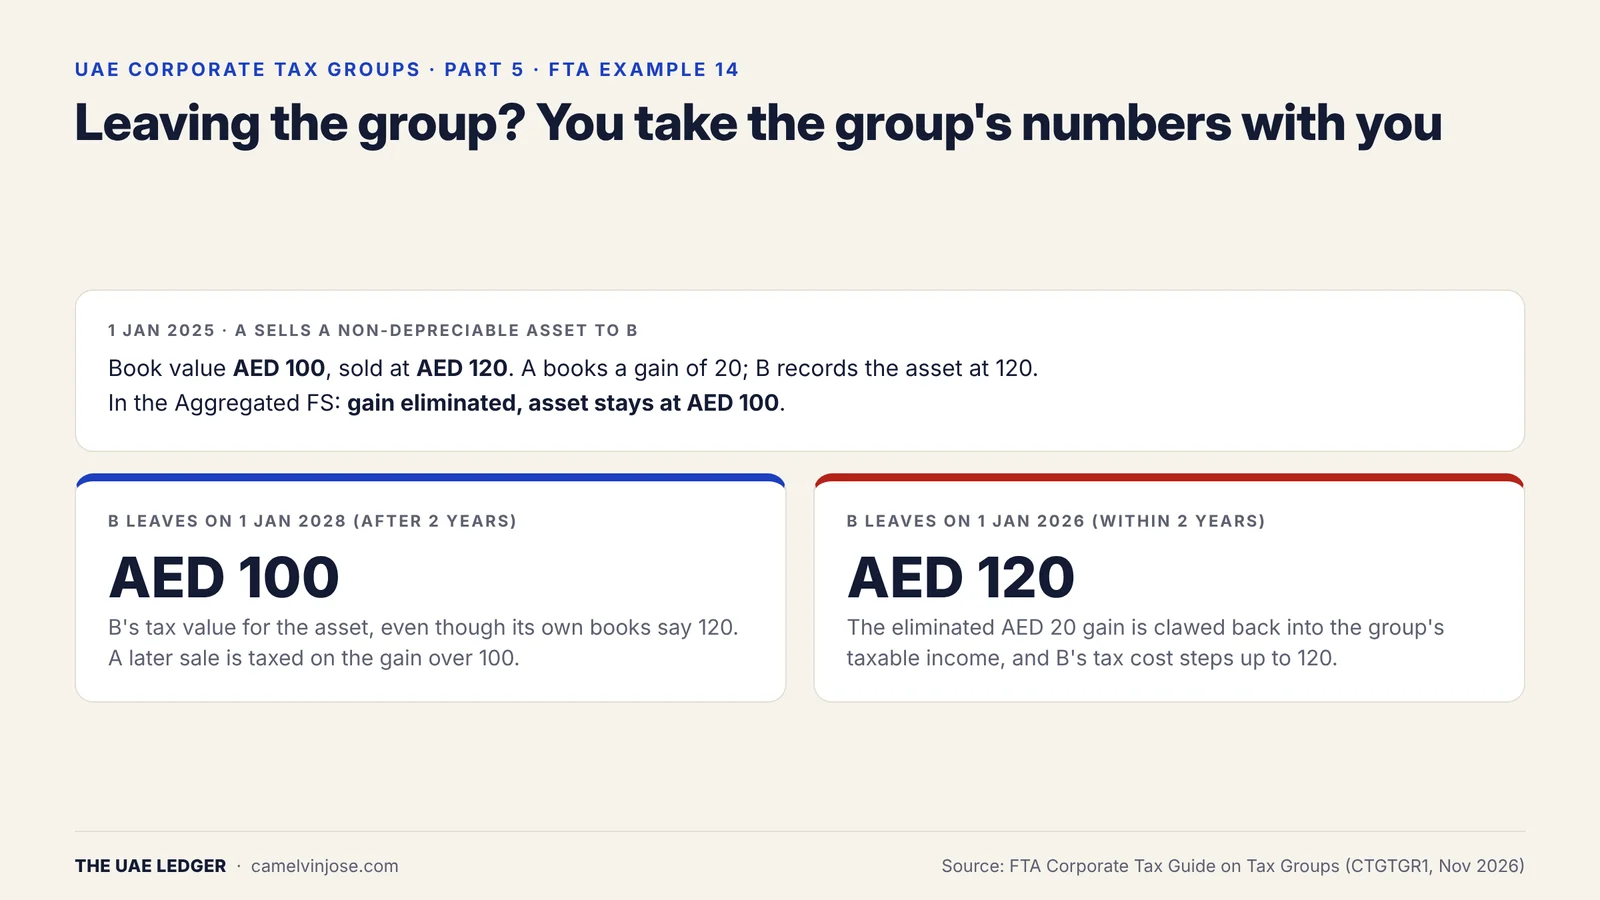 UAE CORPORATE TAX GROUPS · PART 5 · FTA EXAMPLE 14
Leaving the group? You take the group's numbers with you
1 JAN 2025 · A SELLS A NON-DEPRECIABLE ASSET TO B
Book value AED 100, sold at AED 120. A books a gain of 20; B records the asset at 120.
In the Aggregated FS: gain eliminated, asset stays at AED 100.
B LEAVES ON 1 JAN 2028 (AFTER 2 YEARS)
AED 100
B's tax value for the asset, even though its own books say 120.
A later sale is taxed on the gain over 100.
B LEAVES ON 1 JAN 2026 (WITHIN 2 YEARS)
AED 120
The eliminated AED 20 gain is clawed back into the group's
taxable income, and B's tax cost steps up to 120.
THE UAE LEDGER · camelvinjose.com
Source: FTA Corporate Tax Guide on Tax Groups (CTGTGR1, Nov 2026)